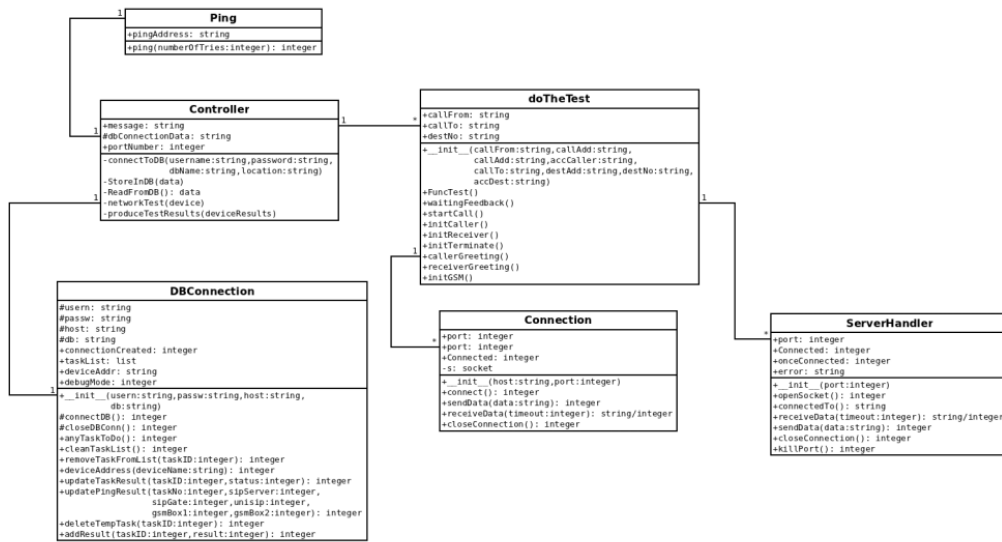 1
Ping
+pingAddress: string
+ping(numberOfTries:integer): integer
Controller
+message: string
#dbConnectionData: string
+portNumber: integer
-connectToDB(username:string,password:string,
dbName:string,location:string)
-StoreInDB(data)
-ReadFromDB(): data
-networkTest(device)
-produceTestResults(deviceResults)
1
1
1
*
doTheTest
+callFrom: string
+callTo: string
+destNo: string
+__init__(callFrom:string,callAdd:string,
callAdd:string,accCaller:string,
callTo:string,destAdd:string,destNo:string,
accDest:string)
+FuncTest()
+waitingFeedback()
+startCall()
+initCaller()
+initReceiver()
+initTerminate()
+callerGreeting()
+receiverGreeting()
+initGSM()
1
1
DBConnection
#usern: string
#passw: string
#host: string
#db: string
+connectionCreated: integer
+taskList: list
+deviceAddr: string
+debugMode: integer
+__init__(usern:string,passw:string,host:string,
db:string)
#connectDB(): integer
#closeDBConn(): integer
+anyTaskToDo(): integer
+cleanTaskList(): integer
+removeTaskFromList(taskID:integer): integer
+deviceAddress(deviceName:string): integer
+updateTaskResult(taskID:integer,status:integer): integer
+updatePingResult(taskNo:integer,sipServer:integer,
sipGate:integer,unisip:integer,
gsmBox1:integer,gsmBox2:integer): integer
+deleteTempTask(taskID:integer): integer
+addResult(taskID:integer,result:integer): integer
1
Connection
+port: integer
+port: integer
+Connected: integer
-s: socket
+__init__(host:string,port:integer)
+connect(): integer
+sendData(data:string): integer
+receiveData(timeout:integer): string/integer
+closeConnection(): integer
*
ServerHandler
+port: integer
+Connected: integer
+onceConnected: integer
+error: string
+__init__(port:integer)
+openSocket(): integer
+connectedTo(): string
+receiveData(timeout:integer): string/integer
+sendData(data:string): integer
+closeConnection(): integer
+killPort(): integer
*